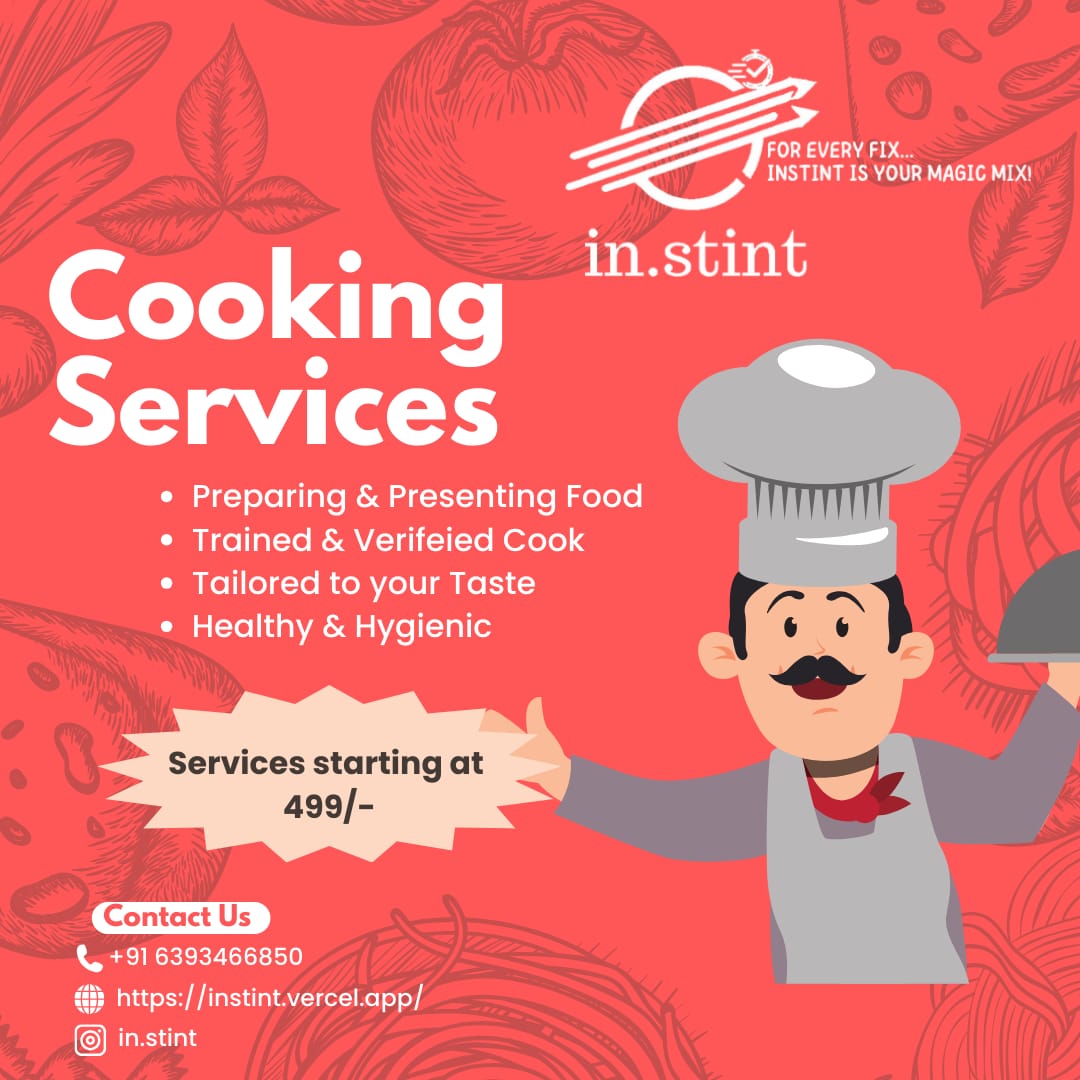 FOR EVERY FIX...
INSTINT IS YOUR MAGIC MIX!
in.stint
Cooking
Services
• Preparing & Presenting Food
• Trained & Verifeied Cook
• Tailored to your Taste
• Healthy & Hygienic
Services starting at
499/-
Contact Us
+91 6393466850
https://instint.vercel.app/
in.stint